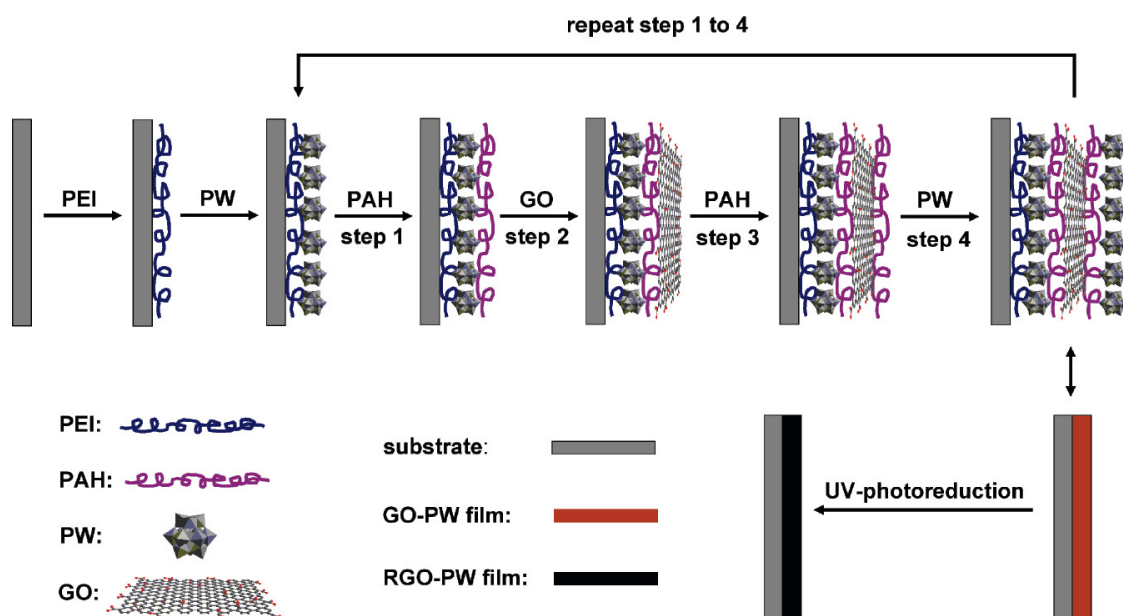 repeat step 1 to 4
PEI
PW
PAH
step 1
GO
step 2
PAH
step 3
PW
step 4
PEI:
PAH:
PW:
GO:
substrate:
GO-PW film:
RGO-PW film:
UV-photoreduction